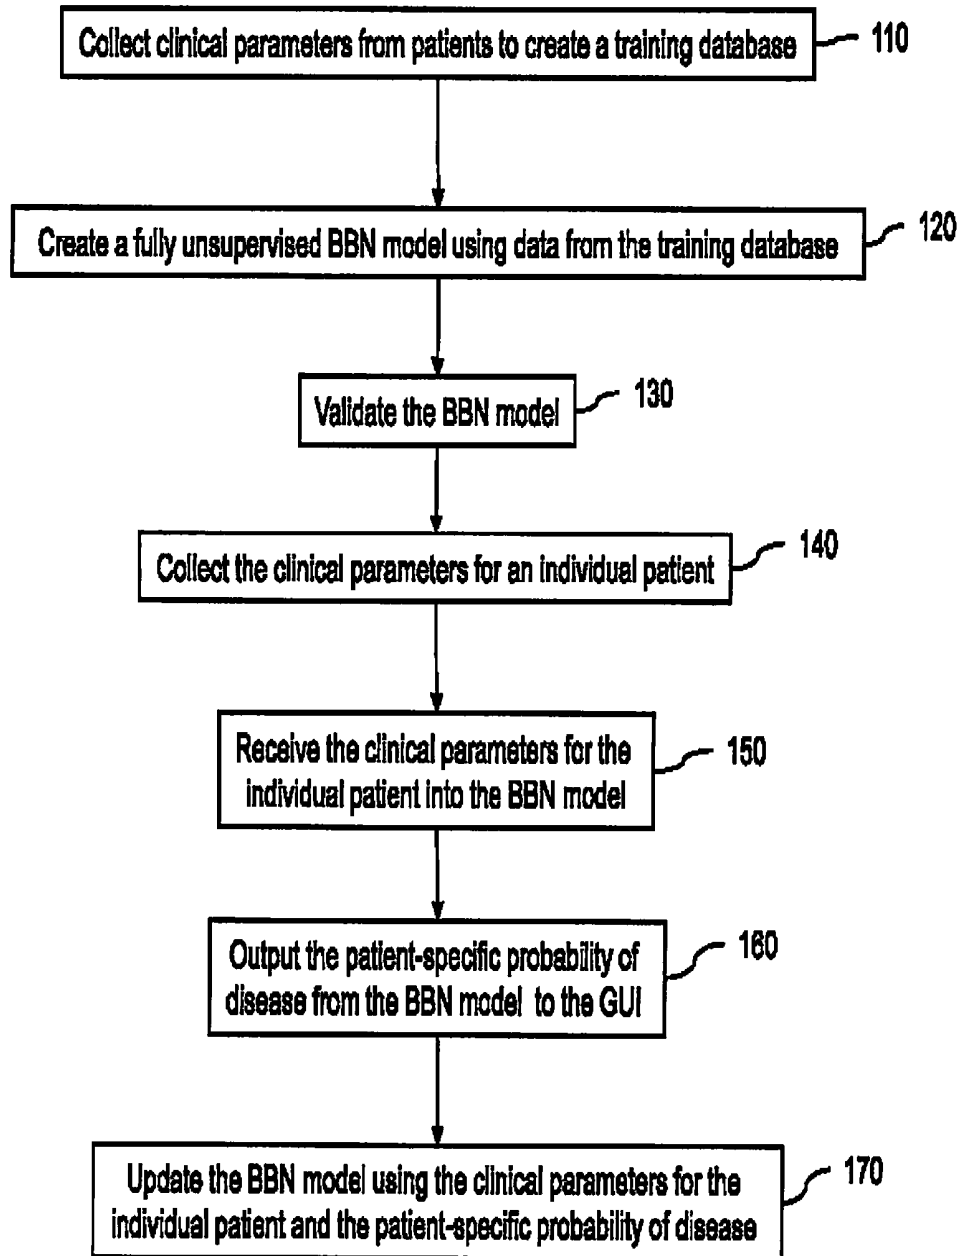 Collect clinical parameters from patients to create a training database
110
Create a fully unsupervised BBN model using data from the training database
120
Validate the BBN model
130
Collect the clinical parameters for an individual patient
140
Receive the clinical parameters for the
individual patient into the BBN model
150
Output the patient-specific probability of
disease from the BBN model to the GUI
160
Update the BBN model using the clinical parameters for the
individual patient and the patient-specific probability of disease
170